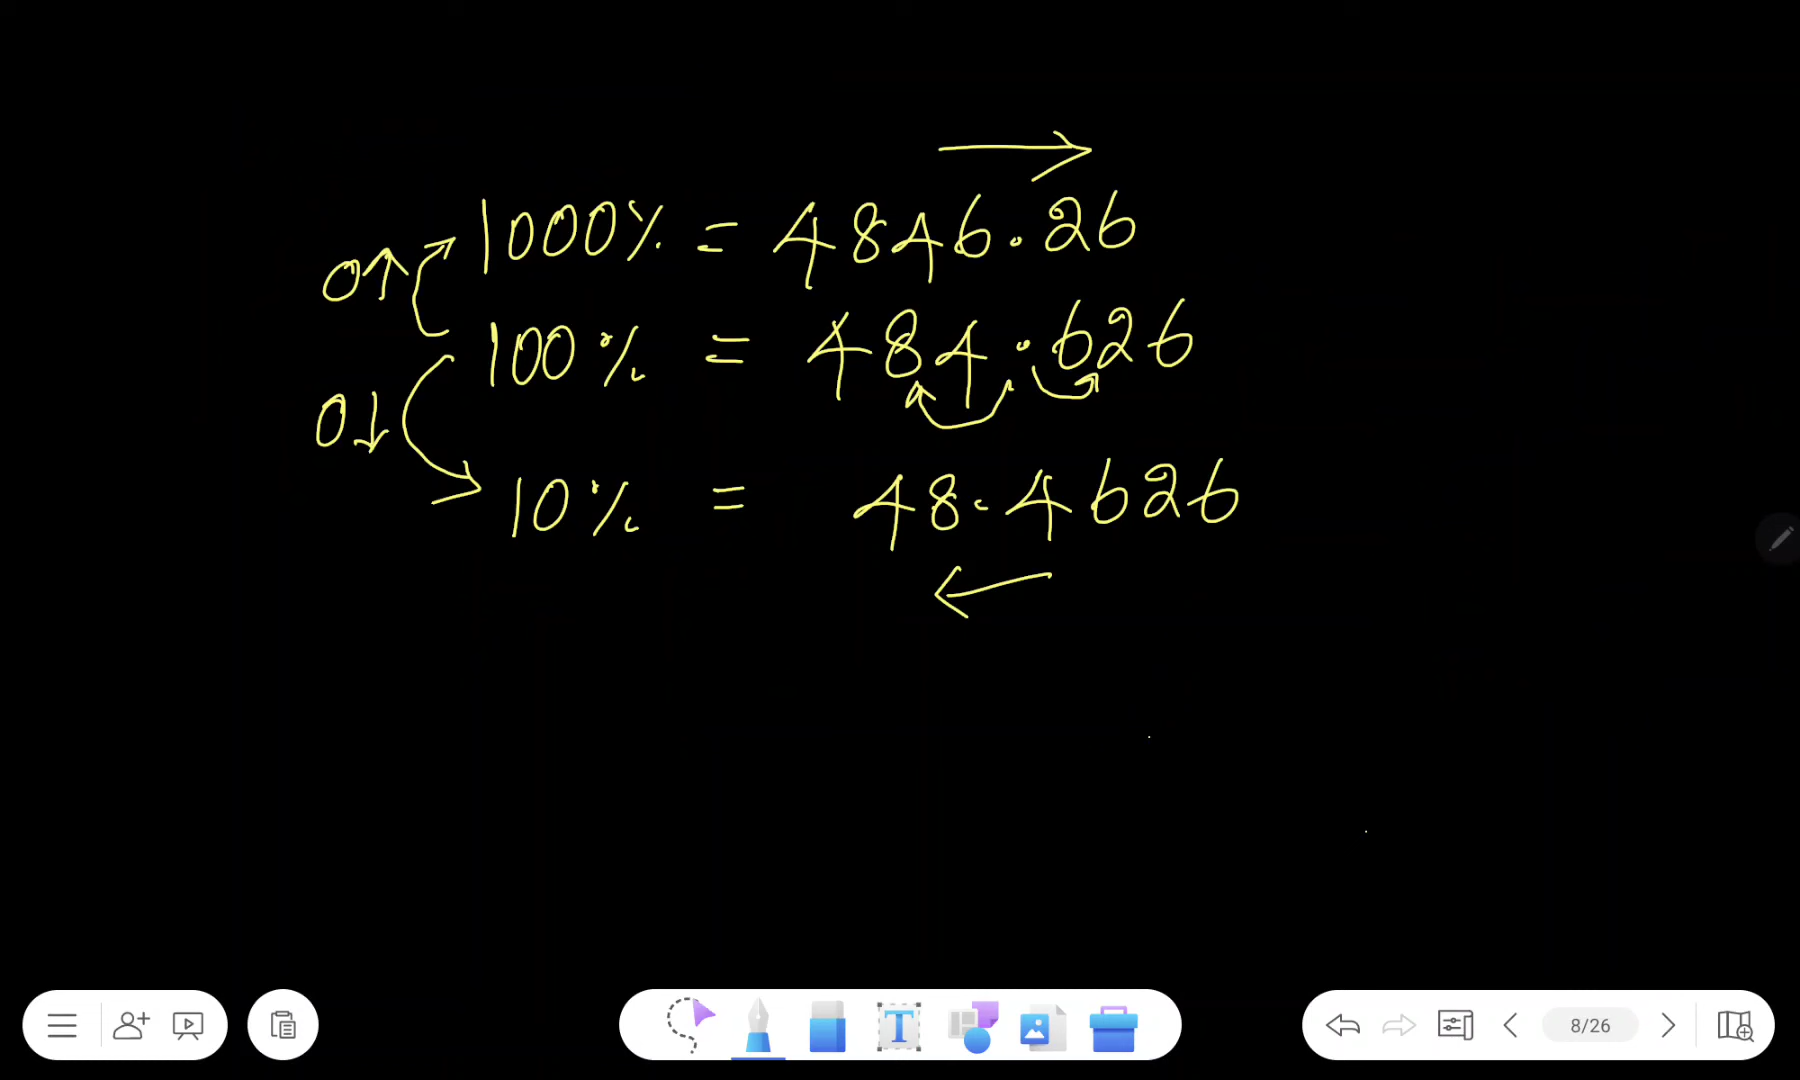 1000% = 4846.26
0↑
100% = 484.626
0↓
10% = 48.4626
T
8/26